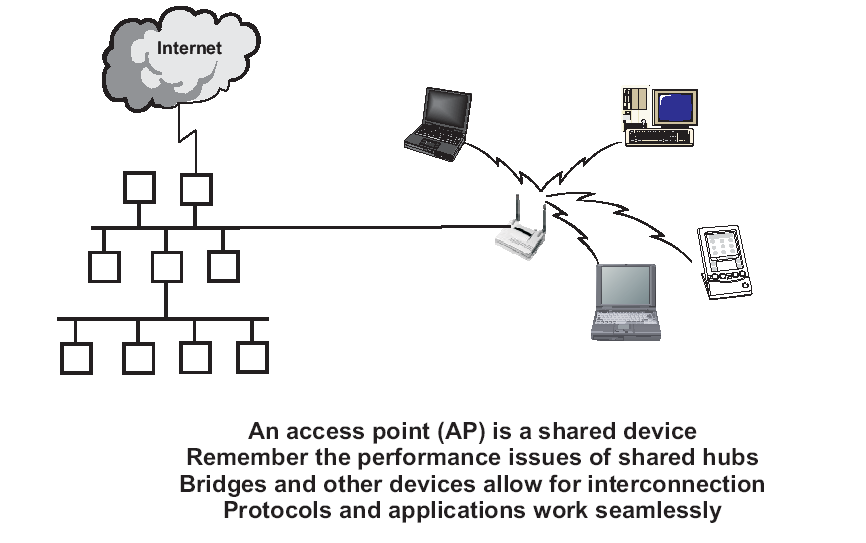 Internet
An access point (AP) is a shared device
Remember the performance issues of shared hubs
Bridges and other devices allow for interconnection
Protocols and applications work seamlessly